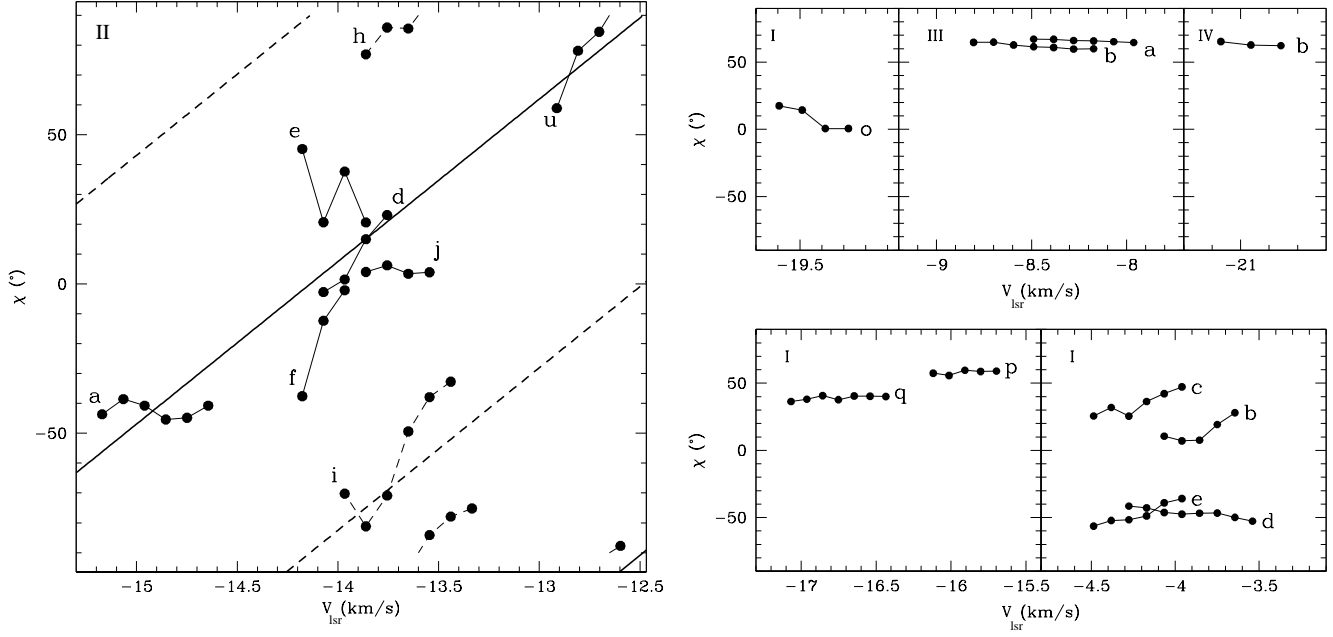 II
h
u
e
d
j
f
a
i
50
0
−50
χ (°)
−15 −14.5 −14 −13.5 −13 −12.5
V_lsr (km/s)
I
III
IV
o
a
b
b
50
0
−50
χ (°)
−19.5 −9 −8.5 −8 −21
V_lsr (km/s)
I
I
q
p
c
b
e
d
50
0
−50
χ (°)
−17 −16.5 −16 −15.5 −4.5 −4 −3.5
V_lsr (km/s)